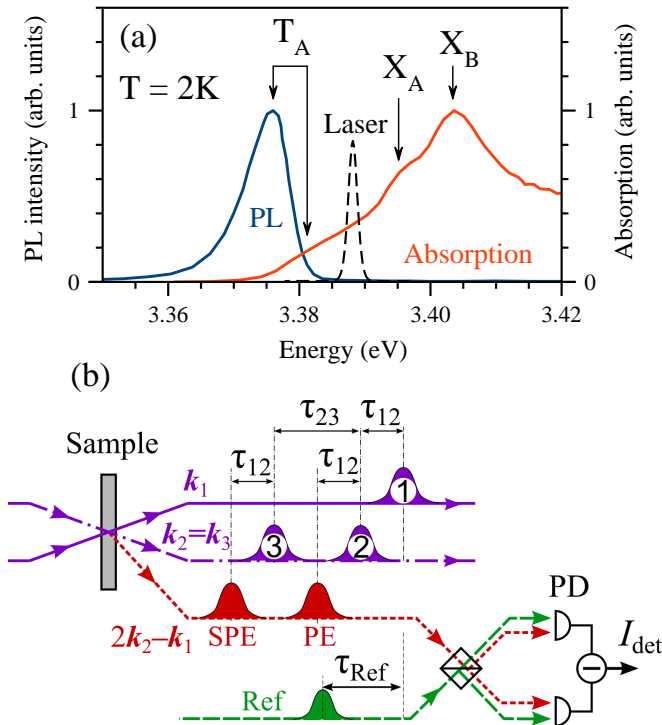 (a)
T = 2K
T_A
X_A
X_B
Laser
PL
Absorption
PL intensity (arb. units)
Absorption (arb. units)
1
0
1
0
3.36
3.38
3.40
3.42
Energy (eV)
(b)
Sample
τ₂₃
τ₁₂
τ₁₂
τ₁₂
k₁
1
k₂=k₃
3
2
2k₂−k₁
SPE
PE
PD
I_det
τ_Ref
Ref